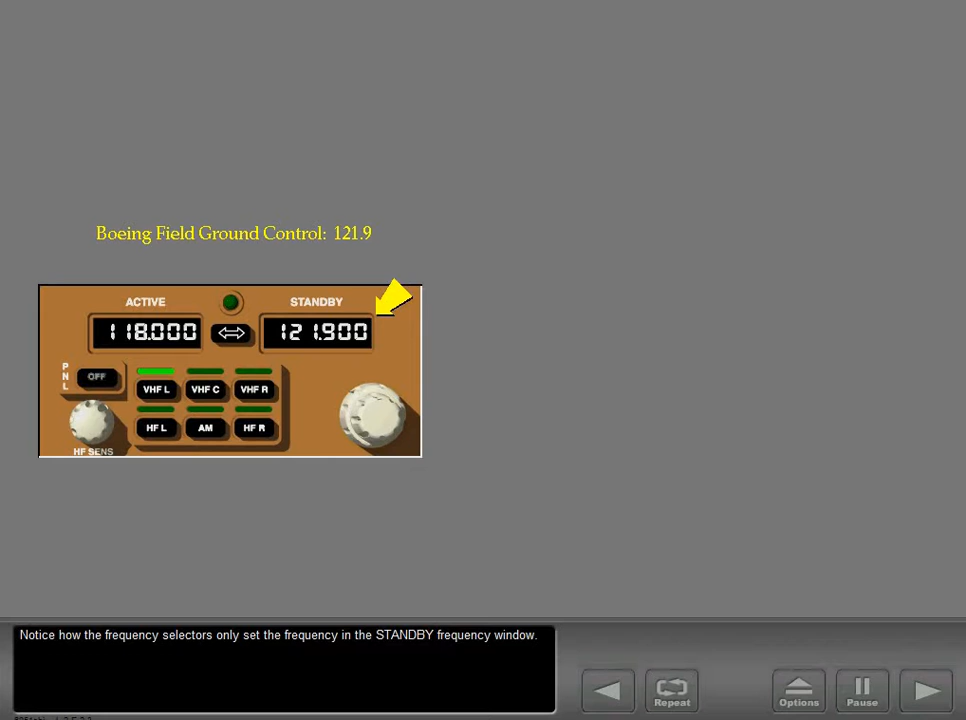 Boeing Field Ground Control: 121.9
ACTIVE STANDBY
118.000 121.900
PNL
OFF
VHF L VHF C VHF R
HF L AM HF R
HF SENS
Notice how the frequency selectors only set the frequency in the STANDBY frequency window.
Repeat Options Pause